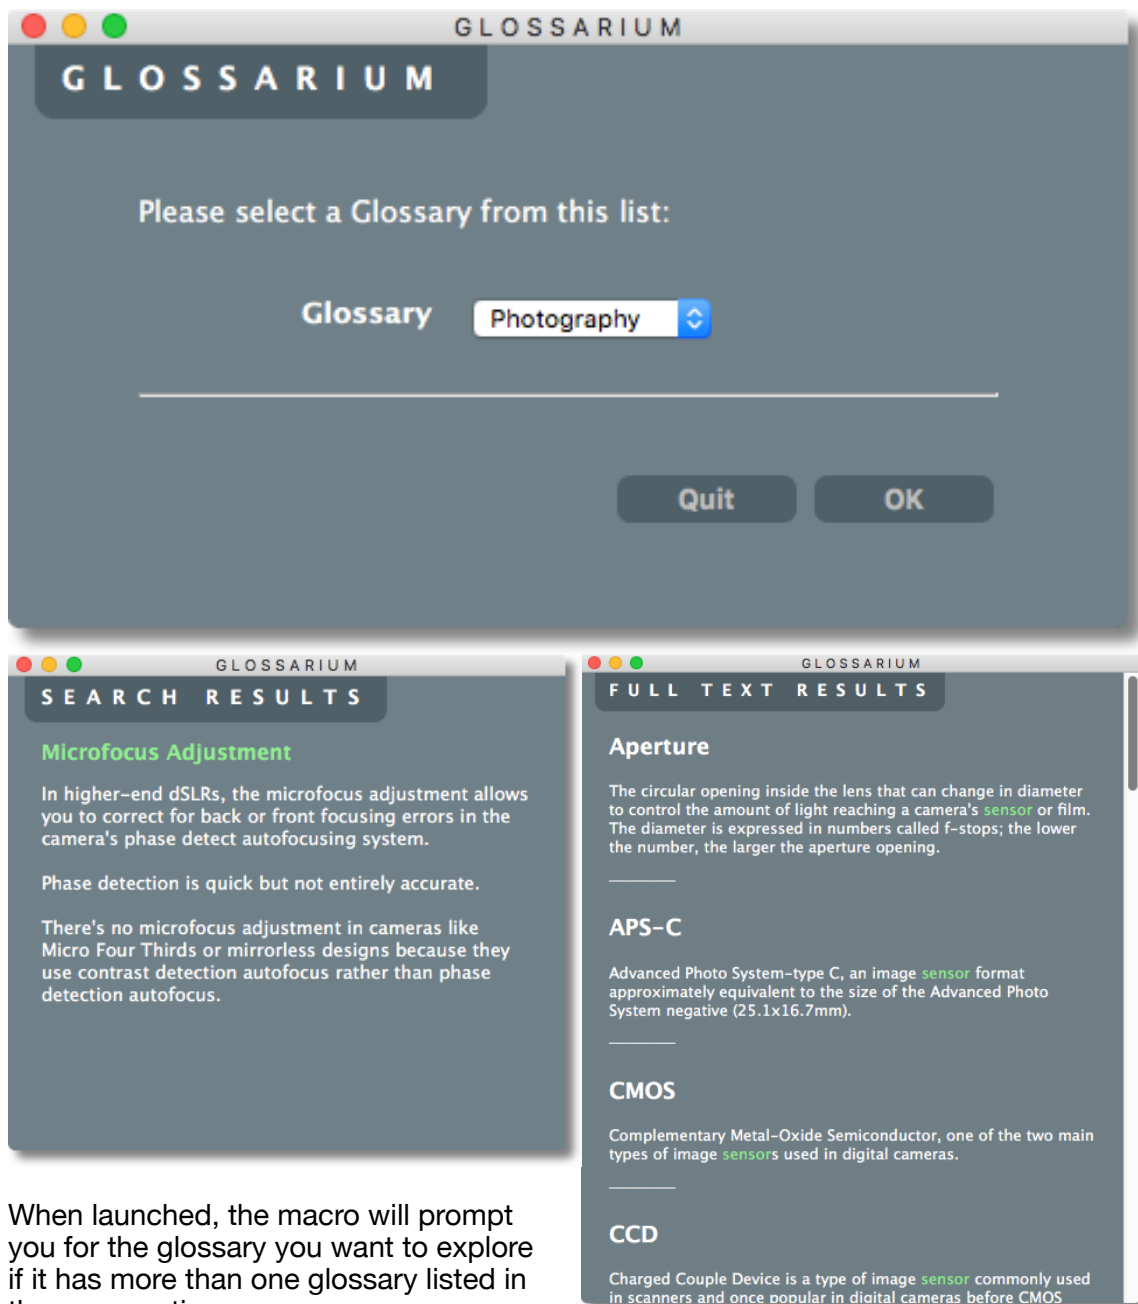 GLOSSARIUM
GLOSSARIUM
Please select a Glossary from this list:
Glossary Photography
Quit OK
GLOSSARIUM
SEARCH RESULTS
Microfocus Adjustment
In higher-end dSLRs, the microfocus adjustment allows
you to correct for back or front focusing errors in the
camera's phase detect autofocusing system.
Phase detection is quick but not entirely accurate.
There's no microfocus adjustment in cameras like
Micro Four Thirds or mirrorless designs because they
use contrast detection autofocus rather than phase
detection autofocus.
GLOSSARIUM
FULL TEXT RESULTS
Aperture
The circular opening inside the lens that can change in diameter
to control the amount of light reaching a camera's sensor or film.
The diameter is expressed in numbers called f-stops; the lower
the number, the larger the aperture opening.
APS-C
Advanced Photo System-type C, an image sensor format
approximately equivalent to the size of the Advanced Photo
System negative (25.1x16.7mm).
CMOS
Complementary Metal-Oxide Semiconductor, one of the two main
types of image sensors used in digital cameras.
CCD
Charged Couple Device is a type of image sensor commonly used
in scanners and once popular in digital cameras before CMOS
When launched, the macro will prompt
you for the glossary you want to explore
if it has more than one glossary listed in